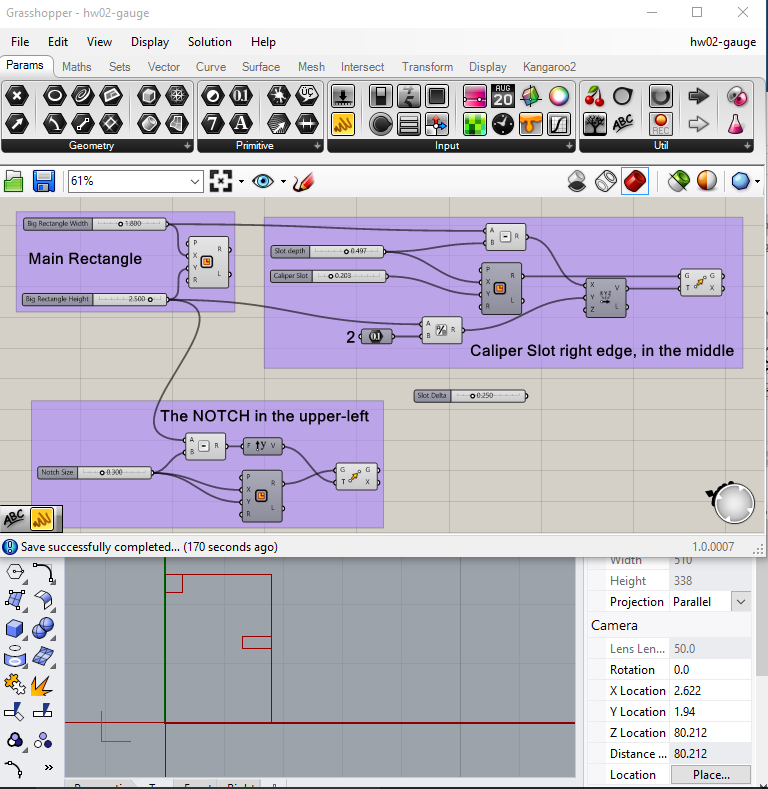 Grasshopper - hw02-gauge
File Edit View Display Solution Help hw02-gauge
Params Maths Sets Vector Curve Surface Mesh Intersect Transform Display Kangaroo2
Geometry Primitive Input Util
61%
Big Rectangle Width 1.800
Main Rectangle
P X Y R R L
Big Rectangle Height 2.500
Slot depth 0.497
Caliper Slot 0.203
A B R
P X Y R R L
X Y Z V
G T G X
2 0.1 A B R
Caliper Slot right edge, in the middle
Slot Delta 0.250
The NOTCH in the upper-left
A B R F y V
Notch Size 0.300
P X Y R R L
G T G X
ABC
Save successfully completed... (170 seconds ago) 1.0.0007
Width 510
Height 338
Projection Parallel
Camera
Lens Len... 50.0
Rotation 0.0
X Location 2.622
Y Location 1.94
Z Location 80.212
Distance ... 80.212
Location Place...